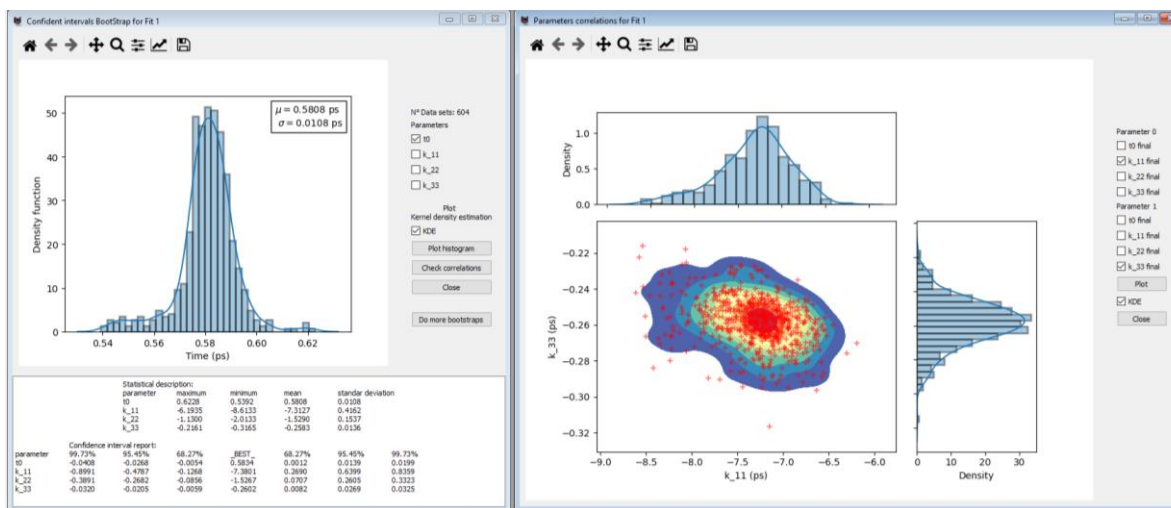 Confident intervals BootStrap for Fit 1
μ = 0.5808 ps
σ = 0.0108 ps
50
40
30
20
10
0
Density function
0.54 0.56 0.58 0.60 0.62
Time (ps)
N° Data sets: 604
Parameters
t0
k_11
k_22
k_33
Plot
Kernel density estimation
KDE
Plot histogram
Check correlations
Close
Do more bootstraps
Statistical description:
parameter maximum minimum mean standar deviation
t0 0.6228 0.5392 0.5808 0.0108
k_11 -6.1935 -8.6133 -7.3127 0.4162
k_22 -1.1300 -2.0133 -1.5290 0.1537
k_33 -0.2161 -0.3165 -0.2583 0.0136
Confidence interval report:
parameter 99.73% 95.45% 68.27% _BEST_ 68.27% 95.45% 99.73%
t0 -0.0408 -0.0268 -0.0054 0.5834 0.0012 0.0139 0.0199
k_11 -0.8991 -0.4787 -0.1268 -7.3801 0.2690 0.6399 0.8359
k_22 -0.3891 -0.2682 -0.0856 -1.5267 0.0707 0.2605 0.3323
k_33 -0.0320 -0.0205 -0.0059 -0.2602 0.0082 0.0269 0.0325
Parameters correlations for Fit 1
1.0
0.5
0.0
Density
−0.22
−0.24
−0.26
−0.28
−0.30
−0.32
k_33 (ps)
−9.0 −8.5 −8.0 −7.5 −7.0 −6.5 −6.0
k_11 (ps)
0 10 20 30
Density
Parameter 0
t0 final
k_11 final
k_22 final
k_33 final
Parameter 1
t0 final
k_11 final
k_22 final
k_33 final
Plot
KDE
Close